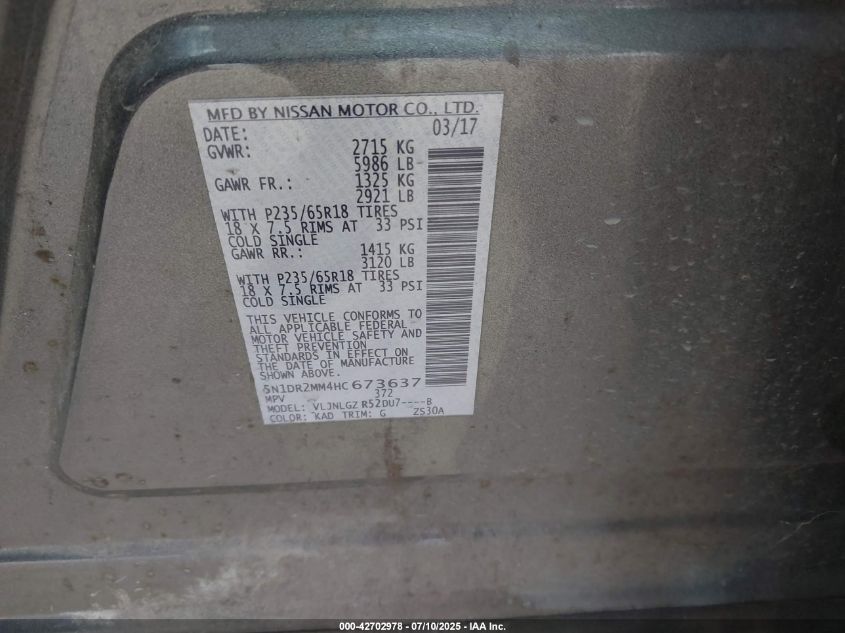 MFD BY NISSAN MOTOR CO., LTD.
DATE: 03/17
GVWR: 2715 KG
5986 LB
GAWR FR.: 1325 KG
2921 LB
WITH P235/65R18 TIRES
18 X 7.5 RIMS AT 33 PSI
COLD SINGLE
GAWR RR.: 1415 KG
3120 LB
WITH P235/65R18 TIRES
18 X 7.5 RIMS AT 33 PSI
COLD SINGLE
THIS VEHICLE CONFORMS TO
ALL APPLICABLE FEDERAL
MOTOR VEHICLE SAFETY AND
THEFT PREVENTION
STANDARDS IN EFFECT ON
THE DATE OF MANUFACTURE
SHOWN ABOVE.
5N1DR2MM4HC673637
MPV 372
MODEL: VLJNLGZ R52DU7----B
COLOR: KAD TRIM: G ZS30A
000-42702978 - 07/10/2025 - IAA Inc.